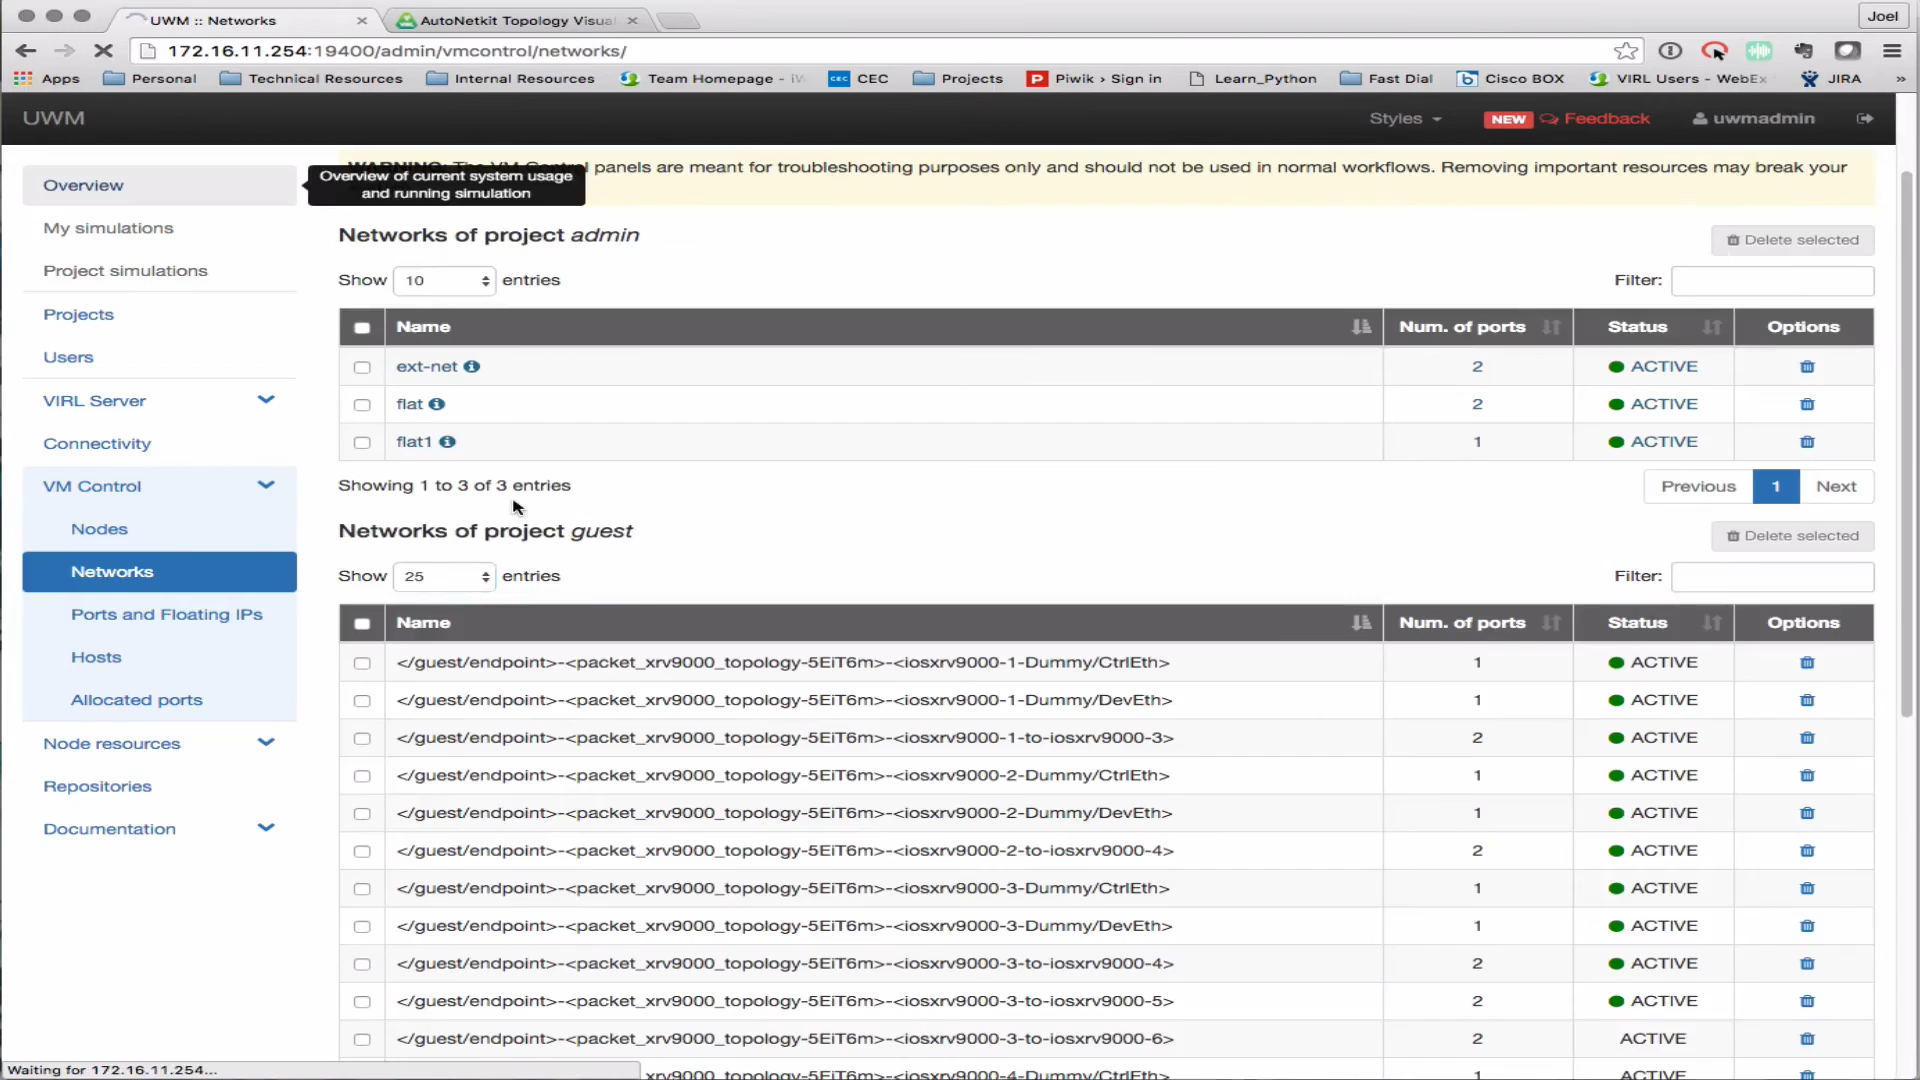 UWM :: Networks
AutoNetkit Topology Visua
Joel
172.16.11.254:19400/admin/vmcontrol/networks/
Apps Personal Technical Resources Internal Resources Team Homepage - iW CEC Projects Piwik › Sign in Learn_Python Fast Dial Cisco BOX VIRL Users - WebEx JIRA »
UWM Styles NEW Feedback uwmadmin
WARNING: The VM Control panels are meant for troubleshooting purposes only and should not be used in normal workflows. Removing important resources may break your
Overview of current system usage
and running simulation
Overview
My simulations
Project simulations
Projects
Users
VIRL Server
Connectivity
VM Control
Nodes
Networks
Ports and Floating IPs
Hosts
Allocated ports
Node resources
Repositories
Documentation
Networks of project admin
Delete selected
Show 10 entries Filter:
Name Num. of ports Status Options
ext-net 2 ACTIVE
flat 2 ACTIVE
flat1 1 ACTIVE
Showing 1 to 3 of 3 entries
Previous 1 Next
Networks of project guest
Delete selected
Show 25 entries Filter:
Name Num. of ports Status Options
</guest/endpoint>-<packet_xrv9000_topology-5EiT6m>-<iosxrv9000-1-Dummy/CtrlEth> 1 ACTIVE
</guest/endpoint>-<packet_xrv9000_topology-5EiT6m>-<iosxrv9000-1-Dummy/DevEth> 1 ACTIVE
</guest/endpoint>-<packet_xrv9000_topology-5EiT6m>-<iosxrv9000-1-to-iosxrv9000-3> 2 ACTIVE
</guest/endpoint>-<packet_xrv9000_topology-5EiT6m>-<iosxrv9000-2-Dummy/CtrlEth> 1 ACTIVE
</guest/endpoint>-<packet_xrv9000_topology-5EiT6m>-<iosxrv9000-2-Dummy/DevEth> 1 ACTIVE
</guest/endpoint>-<packet_xrv9000_topology-5EiT6m>-<iosxrv9000-2-to-iosxrv9000-4> 2 ACTIVE
</guest/endpoint>-<packet_xrv9000_topology-5EiT6m>-<iosxrv9000-3-Dummy/CtrlEth> 1 ACTIVE
</guest/endpoint>-<packet_xrv9000_topology-5EiT6m>-<iosxrv9000-3-Dummy/DevEth> 1 ACTIVE
</guest/endpoint>-<packet_xrv9000_topology-5EiT6m>-<iosxrv9000-3-to-iosxrv9000-4> 2 ACTIVE
</guest/endpoint>-<packet_xrv9000_topology-5EiT6m>-<iosxrv9000-3-to-iosxrv9000-5> 2 ACTIVE
</guest/endpoint>-<packet_xrv9000_topology-5EiT6m>-<iosxrv9000-3-to-iosxrv9000-6> 2 ACTIVE
xrv9000_topology-5EiT6m>-<iosxrv9000-4-Dummy/CtrlEth> 1 ACTIVE
Waiting for 172.16.11.254...